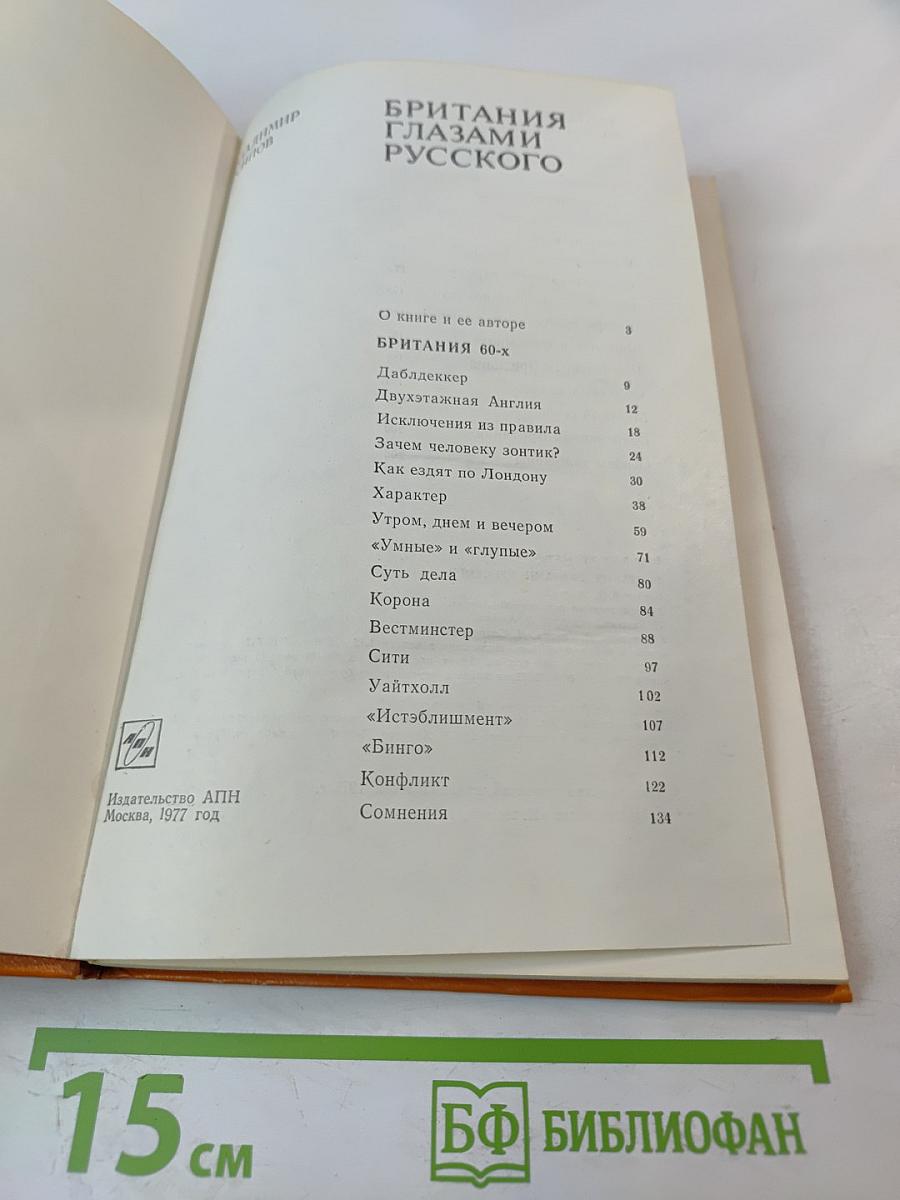 БРИТАНИЯ
ГЛАЗАМИ
РУССКОГО
О книге и ее авторе 3
БРИТАНИЯ 60-х
Даблдеккер 9
Двухэтажная Англия 12
Исключения из правила 18
Зачем человеку зонтик? 24
Как ездят по Лондону 30
Характер 38
Утром, днем и вечером 59
«Умные» и «глупые» 71
Суть дела 80
Корона 84
Вестминстер 88
Сити 97
Уайтхолл 102
«Истэблишмент» 107
«Бинго» 112
Конфликт 122
Сомнения 134
АПН
Издательство АПН
Москва, 1977 год
15 см
БФ БИБЛИОФАН